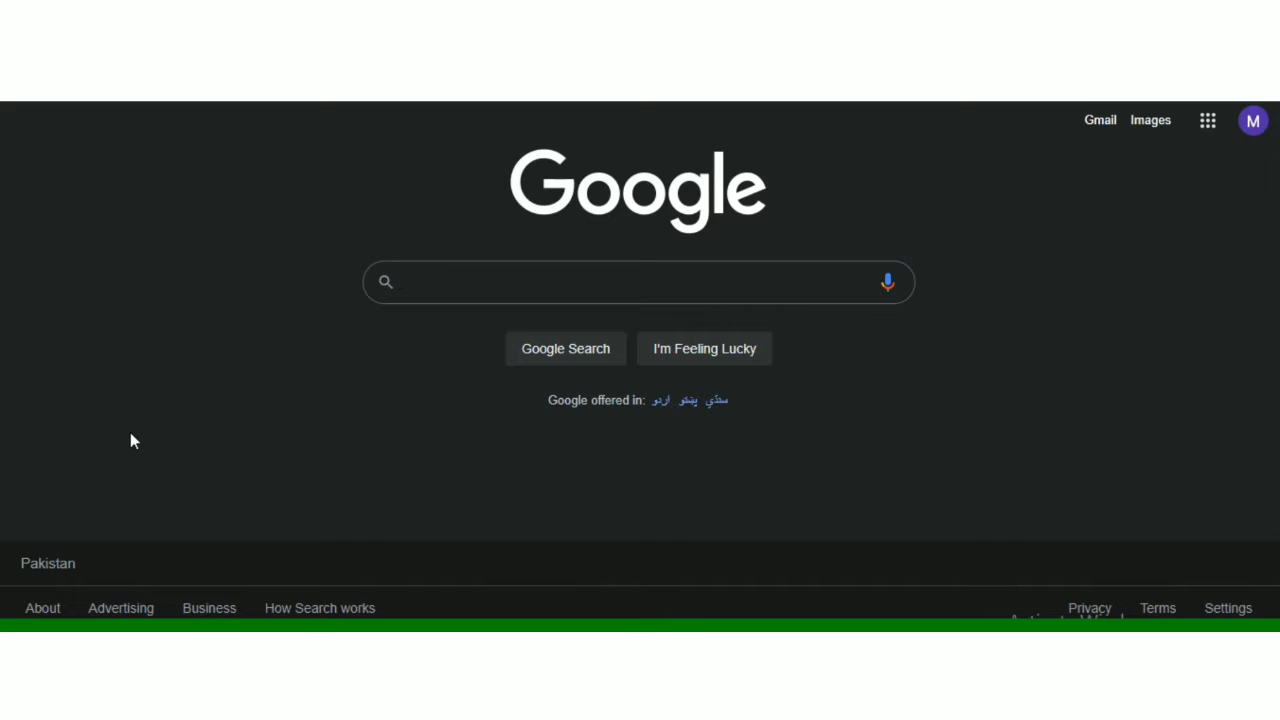 Gmail Images M
Google
Google Search I'm Feeling Lucky
Google offered in: اردو پښتو سنڌي
Pakistan
About Advertising Business How Search works Privacy Terms Settings